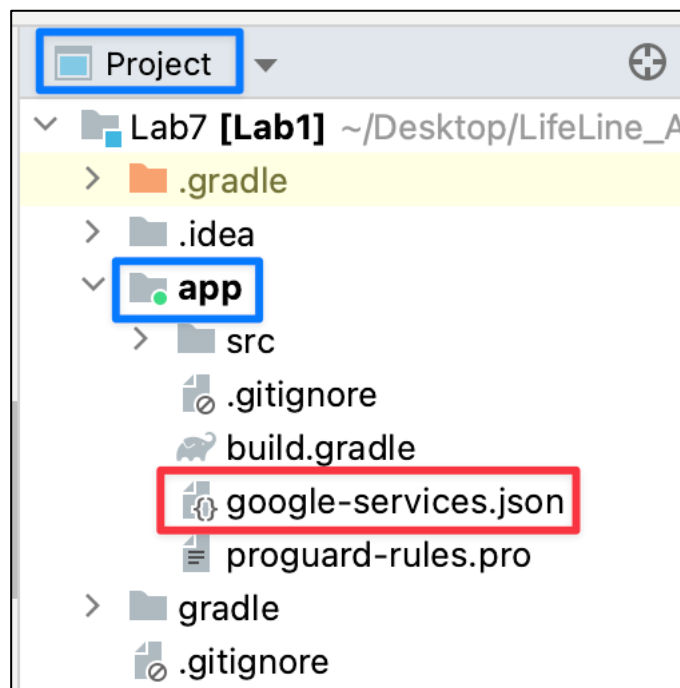 Project
Lab7 [Lab1] ~/Desktop/LifeLine_A
.gradle
.idea
app
src
.gitignore
build.gradle
google-services.json
proguard-rules.pro
gradle
.gitignore